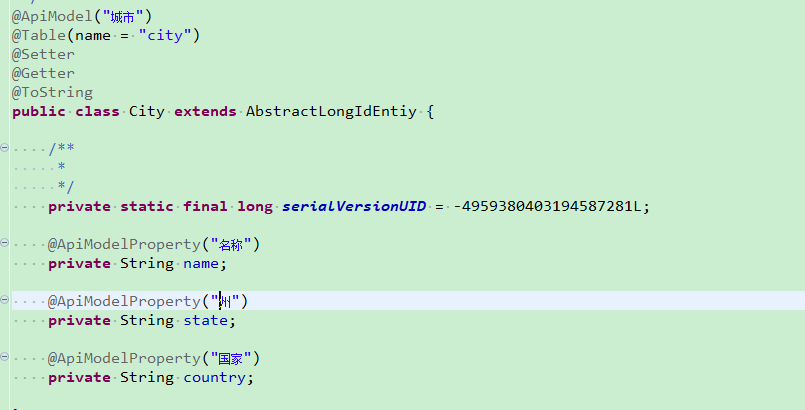 @ApiModel("城市")
@Table(name = "city")
@Setter
@Getter
@ToString
public class City extends AbstractLongIdEntiy {
/**
*
*/
private static final long serialVersionUID = -4959380403194587281L;
@ApiModelProperty("名称")
private String name;
@ApiModelProperty("州")
private String state;
@ApiModelProperty("国家")
private String country;